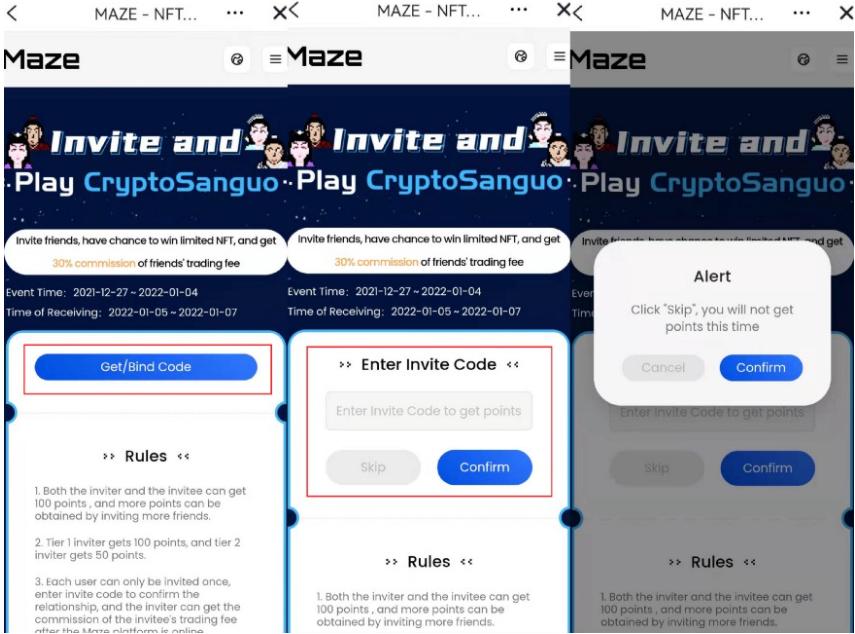 MAZE - NFT...
Maze
Invite and
Play CryptoSanguo
Invite friends, have chance to win limited NFT, and get
30% commission of friends' trading fee
Event Time: 2021-12-27 ~ 2022-01-04
Time of Receiving: 2022-01-05 ~ 2022-01-07
Get/Bind Code
Rules
1. Both the inviter and the invitee can get
100 points , and more points can be
obtained by inviting more friends.
2. Tier 1 inviter gets 100 points, and tier 2
inviter gets 50 points.
3. Each user can only be invited once,
enter invite code to confirm the
relationship, and the inviter can get the
commission of the invitee's trading fee
after the Maze platform is online
MAZE - NFT...
Maze
Invite and
Play CryptoSanguo
Invite friends, have chance to win limited NFT, and get
30% commission of friends' trading fee
Event Time: 2021-12-27 ~ 2022-01-04
Time of Receiving: 2022-01-05 ~ 2022-01-07
Enter Invite Code
Enter Invite Code to get points
Skip
Confirm
Rules
1. Both the inviter and the invitee can get
100 points , and more points can be
obtained by inviting more friends.
MAZE - NFT...
Maze
Invite and
Play CryptoSanguo
Invite friends, have chance to win limited NFT, and get
Alert
Click "Skip", you will not get
points this time
Cancel
Confirm
Enter Invite Code to get points
Skip
Confirm
Rules
1. Both the inviter and the invitee can get
100 points , and more points can be
obtained by inviting more friends.